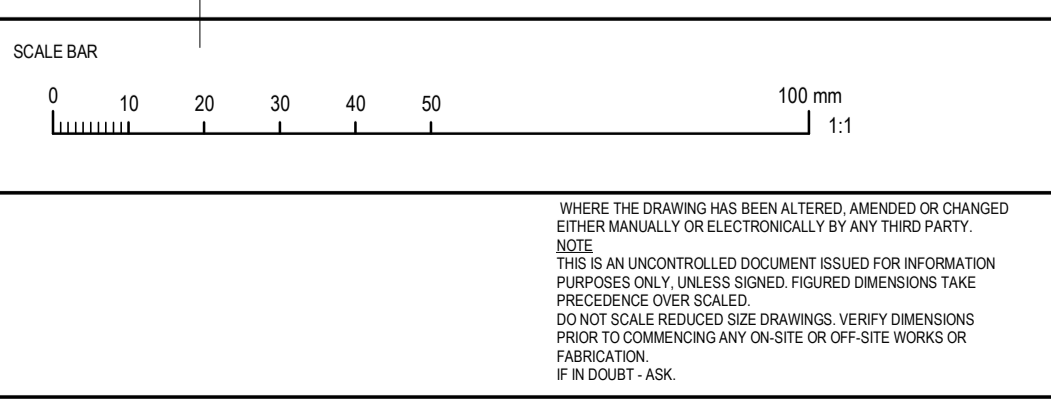 SCALE BAR
0 10 20 30 40 50 100 mm
1:1
WHERE THE DRAWING HAS BEEN ALTERED, AMENDED OR CHANGED
EITHER MANUALLY OR ELECTRONICALLY BY ANY THIRD PARTY.
NOTE
THIS IS AN UNCONTROLLED DOCUMENT ISSUED FOR INFORMATION
PURPOSES ONLY, UNLESS SIGNED. FIGURED DIMENSIONS TAKE
PRECEDENCE OVER SCALED.
DO NOT SCALE REDUCED SIZE DRAWINGS. VERIFY DIMENSIONS
PRIOR TO COMMENCING ANY ON-SITE OR OFF-SITE WORKS OR
FABRICATION.
IF IN DOUBT - ASK.